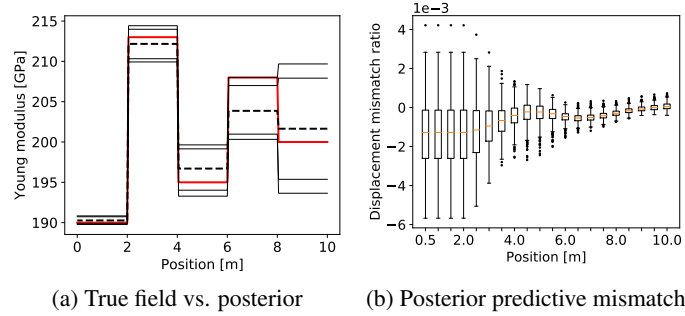 1e−3
215
210
205
200
195
190
Young modulus [GPa]
0 2 4 6 8 10
Position [m]
4
2
0
−2
−4
−6
Displacement mismatch ratio
0.5 2.0 4.0 6.0 8.0 10.0
Position [m]
(a) True field vs. posterior
(b) Posterior predictive mismatch